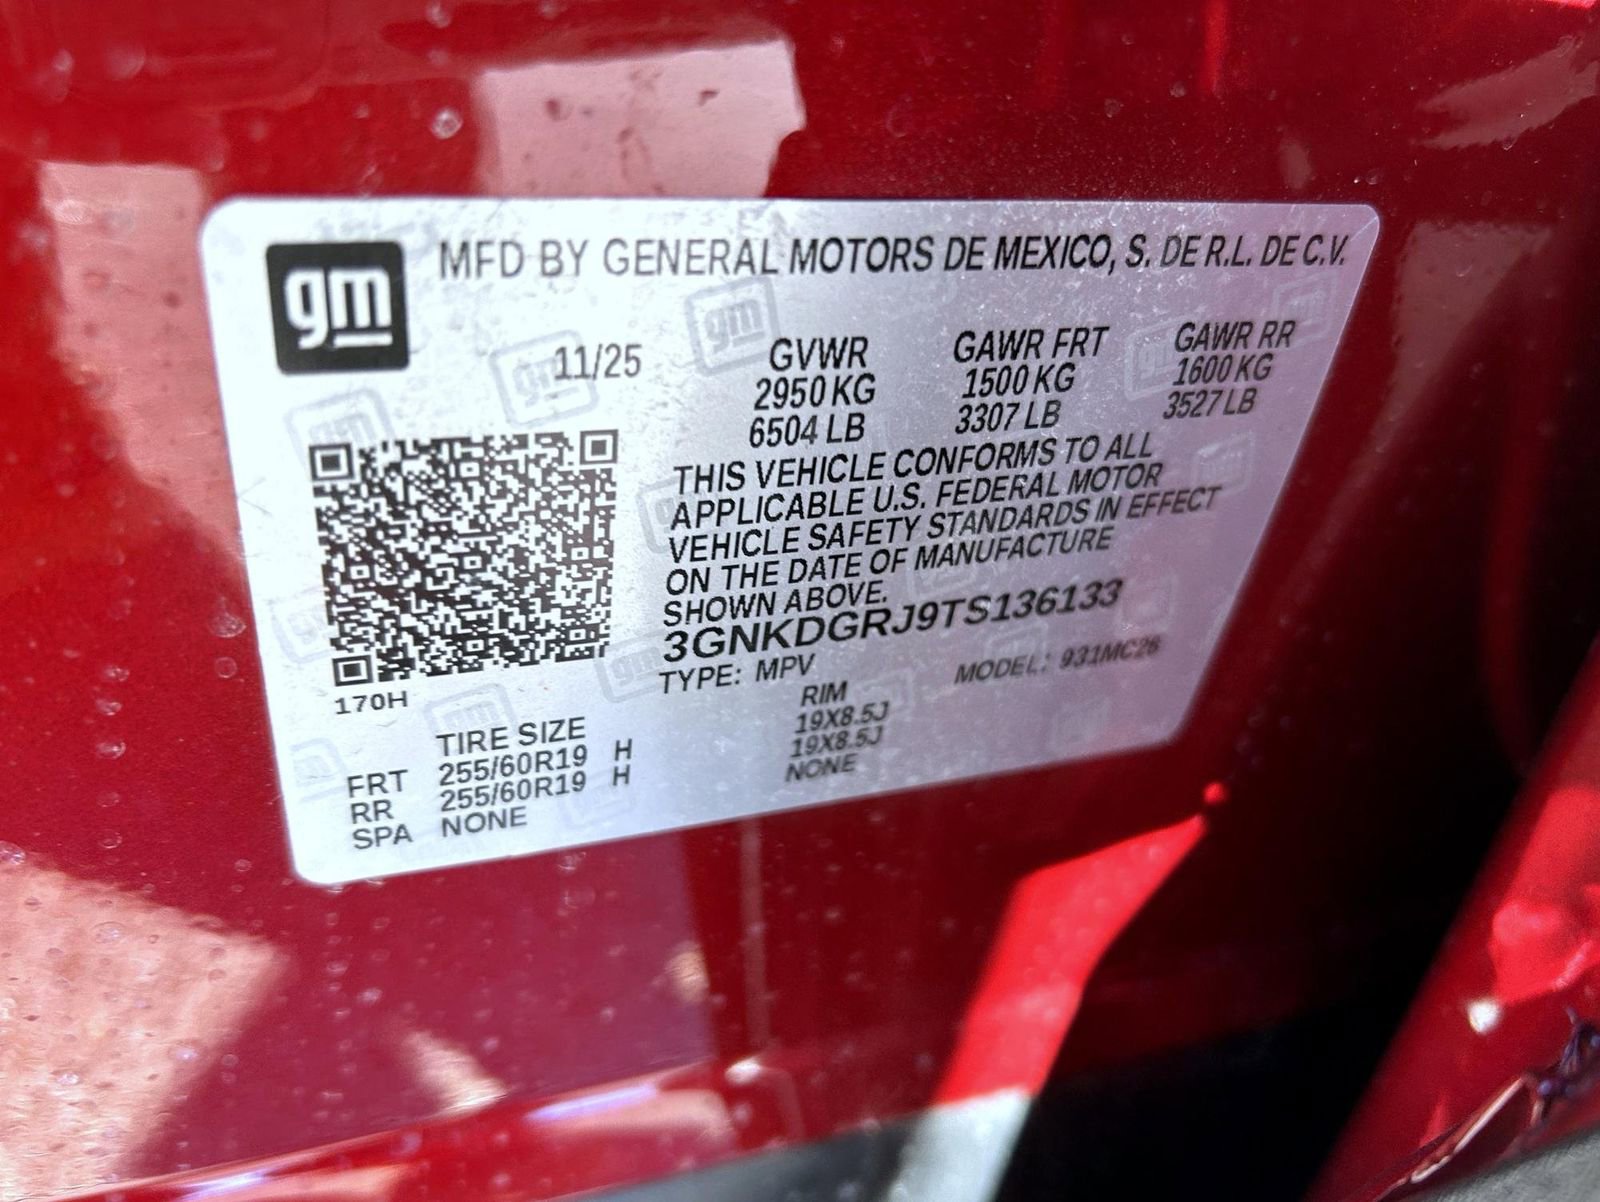 gm
MFD BY GENERAL MOTORS DE MEXICO, S. DE R.L. DE C.V.
11/25
GVWR GAWR FRT GAWR RR
2950 KG 1500 KG 1600 KG
6504 LB 3307 LB 3527 LB
THIS VEHICLE CONFORMS TO ALL
APPLICABLE U.S. FEDERAL MOTOR
VEHICLE SAFETY STANDARDS IN EFFECT
ON THE DATE OF MANUFACTURE
SHOWN ABOVE.
3GNKDGRJ9TS136133
TYPE: MPV MODEL: 931MC26
170H
TIRE SIZE RIM
FRT 255/60R19 H 19X8.5J
RR 255/60R19 H 19X8.5J
SPA NONE NONE